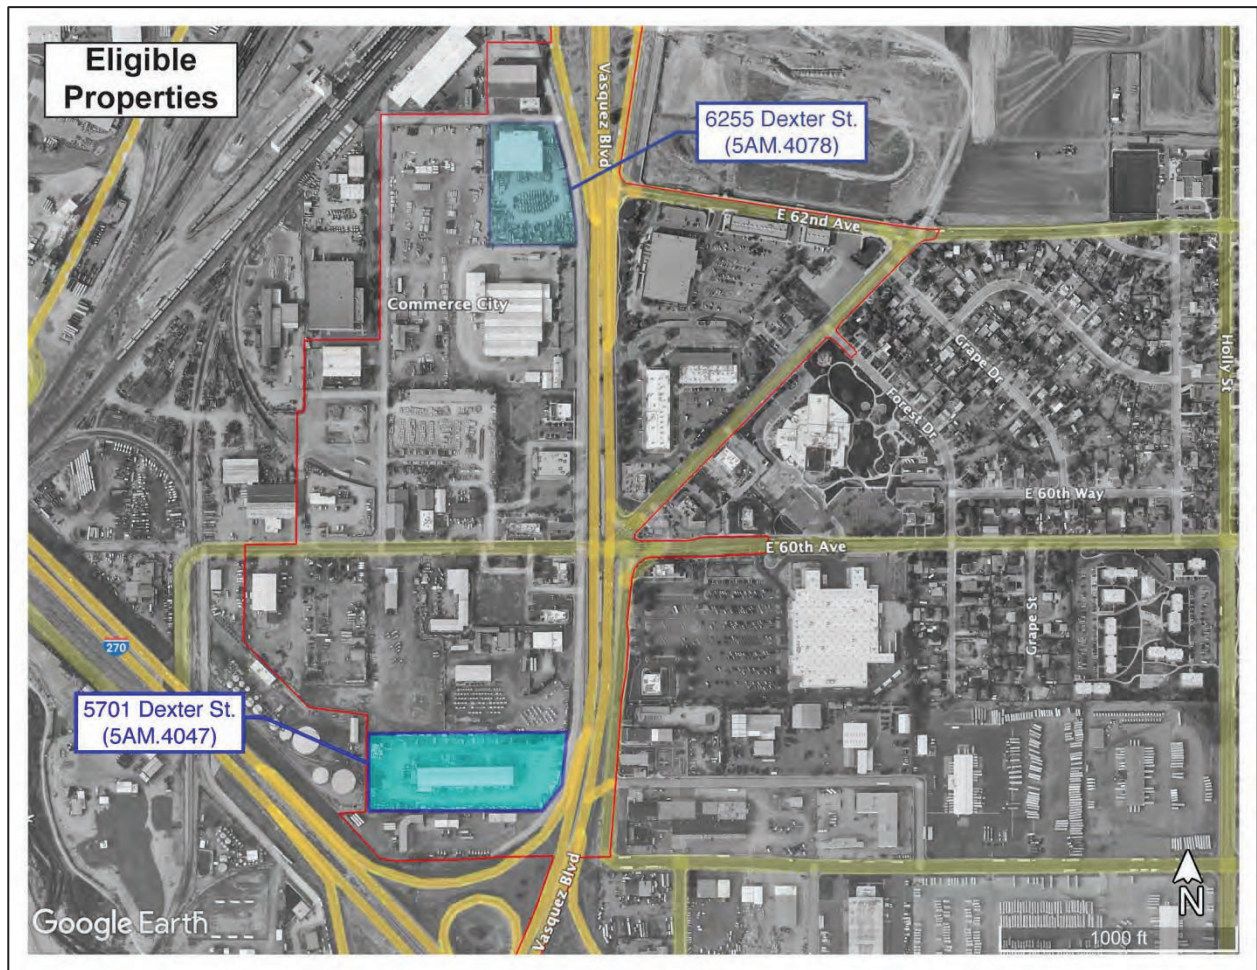 Eligible
Properties
Vasquez Blvd
6255 Dexter St.
(5AM.4078)
E 62nd Ave
Commerce City
Grape Dr
Holly St
Forest Dr
E 60th Way
E 60th Ave
Grape St
270
5701 Dexter St.
(5AM.4047)
Vasquez Blvd
N
Google Earth
1000 ft